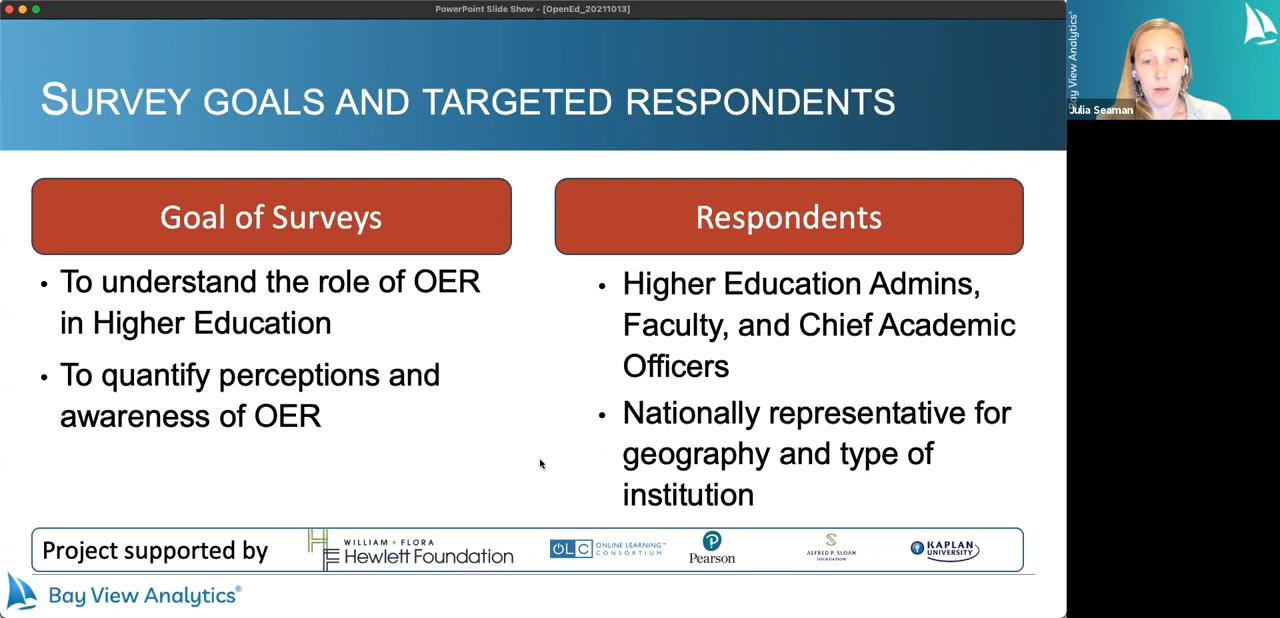 PowerPoint Slide Show - [OpenEd_20211013]
SURVEY GOALS AND TARGETED RESPONDENTS
Goal of Surveys
• To understand the role of OER
in Higher Education
• To quantify perceptions and
awareness of OER
Respondents
• Higher Education Admins,
Faculty, and Chief Academic
Officers
• Nationally representative for
geography and type of
institution
Project supported by
WILLIAM + FLORA
Hewlett Foundation
OLC
ONLINE LEARNING™
CONSORTIUM
Pearson
ALFRED P. SLOAN
FOUNDATION
KAPLAN
UNIVERSITY
Bay View Analytics®
Bay View Analytics®
Julia Seaman